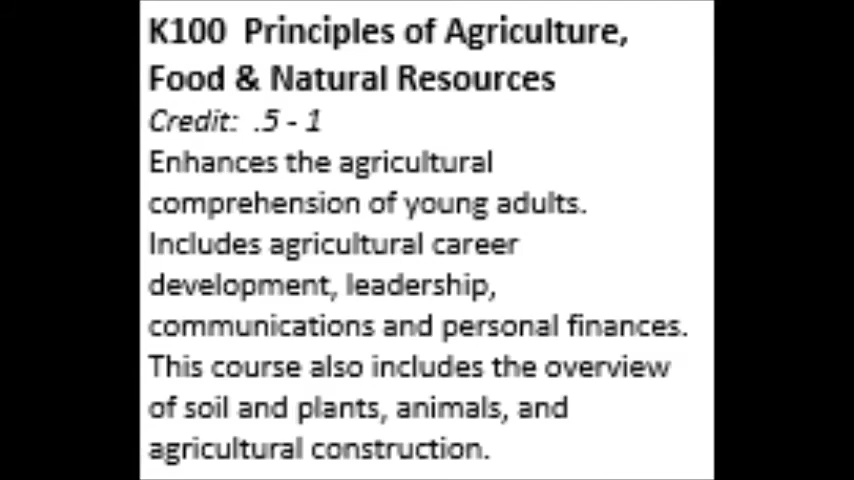 K100 Principles of Agriculture,
Food & Natural Resources
Credit: .5 - 1
Enhances the agricultural
comprehension of young adults.
Includes agricultural career
development, leadership,
communications and personal finances.
This course also includes the overview
of soil and plants, animals, and
agricultural construction.